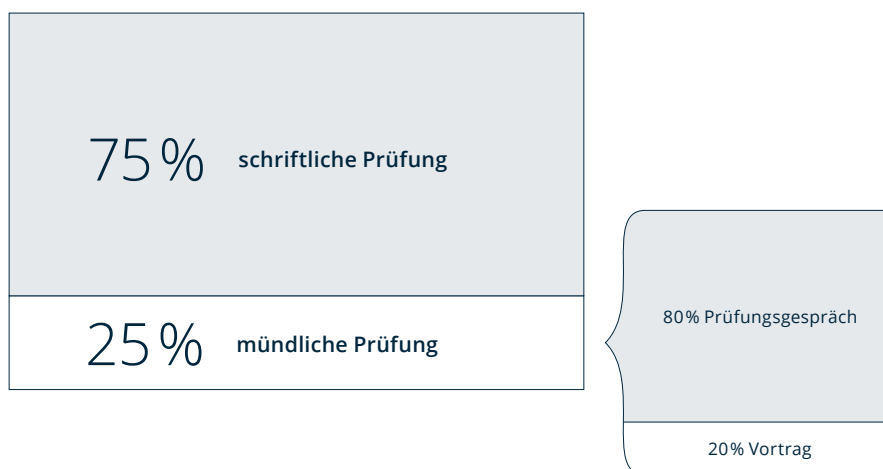 75 % schriftliche Prüfung
25 % mündliche Prüfung
80 % Prüfungsgespräch
20 % Vortrag